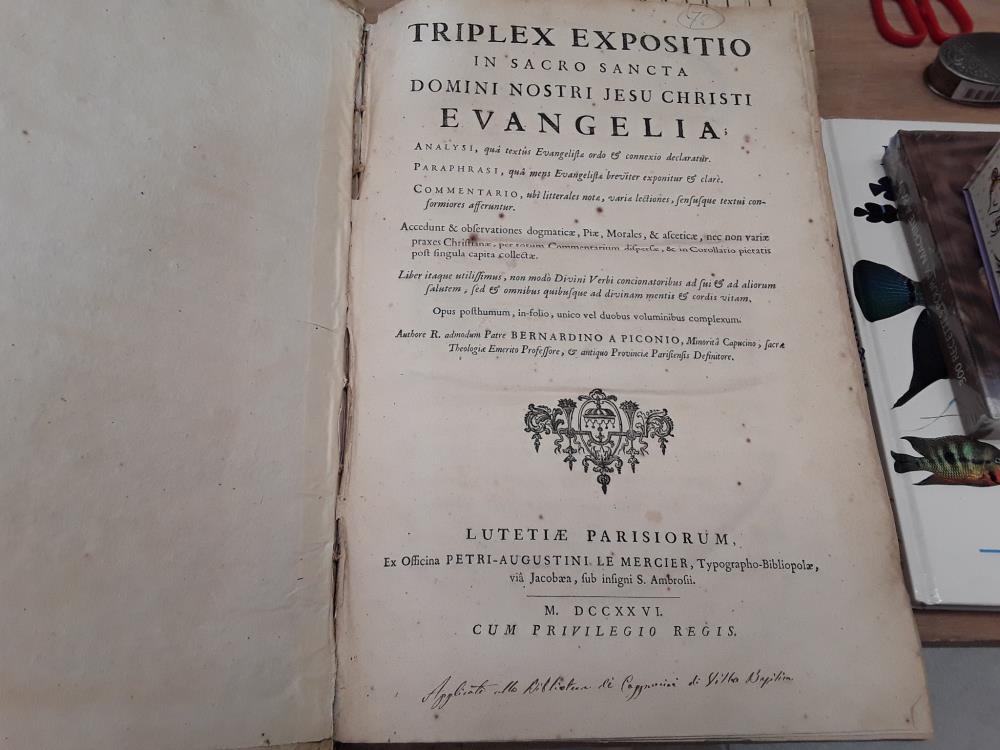 TRIPLEX EXPOSITIO
IN SACRO SANCTA
DOMINI NOSTRI JESU CHRISTI
EVANGELIA;
ANALYSI, quâ textûs Evangelistæ ordo & connexio declaratur.
PARAPHRASI, quâ mens Evangelistæ breviter exponitur & clarè.
COMMENTARIO, ubi litterales notæ, variæ lectiones, sensusque textui con-
formiores afferuntur.
Accedunt & observationes dogmaticæ, Piæ, Morales, & asceticæ, nec non variæ
praxes Christianæ, per totum Commentarium dispersæ, & in Corollario pietatis
post singula capita collectæ.
Liber itaque utilissimus, non modò Divini Verbi concionatoribus ad sui & ad aliorum
salutem, sed & omnibus quibusque ad divinam mentis & cordis vitam.
Opus posthumum, in-folio, unico vel duobus voluminibus complexum.
Authore R. admodum Patre BERNARDINO A PICONIO, Minoritâ Capucino, sacræ
Theologiæ Emerito Professore, & antiquo Provinciæ Parisiensis Definitore.
LUTETIÆ PARISIORUM,
Ex Officina PETRI-AUGUSTINI LE MERCIER, Typographo-Bibliopolæ,
viâ Jacobæa, sub insigni S. Ambrosii.
M. DCCXXVI.
CUM PRIVILEGIO REGIS.
Applicato alla Biblioteca de Cappuccini di Villa
300 RECETTES
MACHINE